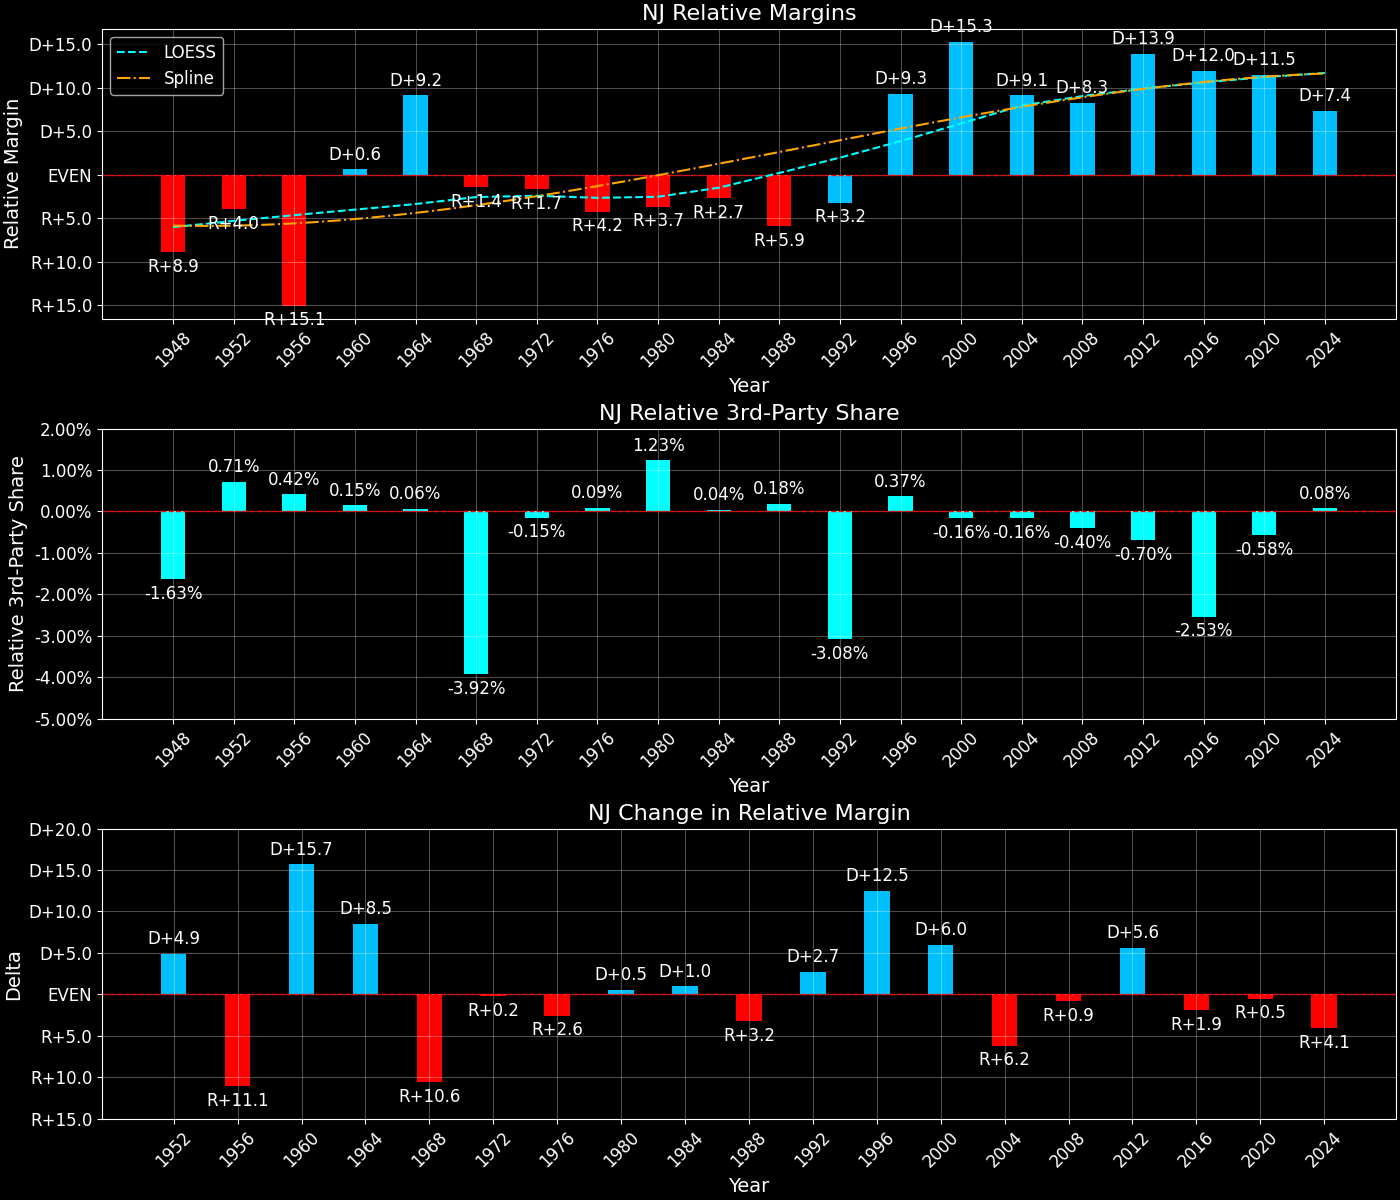 NJ Relative Margins
Relative Margin
D+15.0
D+10.0
D+5.0
EVEN
R+5.0
R+10.0
R+15.0
LOESS
Spline
R+8.9
R+4.0
R+15.1
D+0.6
D+9.2
R+1.4
R+1.7
R+4.2
R+3.7
R+2.7
R+5.9
R+3.2
D+9.3
D+15.3
D+9.1
D+8.3
D+13.9
D+12.0
D+11.5
D+7.4
1948 1952 1956 1960 1964 1968 1972 1976 1980 1984 1988 1992 1996 2000 2004 2008 2012 2016 2020 2024
Year
NJ Relative 3rd-Party Share
Relative 3rd-Party Share
2.00%
1.00%
0.00%
-1.00%
-2.00%
-3.00%
-4.00%
-5.00%
-1.63%
0.71%
0.42%
0.15%
0.06%
-3.92%
-0.15%
0.09%
1.23%
0.04%
0.18%
-3.08%
0.37%
-0.16%
-0.16%
-0.40%
-0.70%
-2.53%
-0.58%
0.08%
1948 1952 1956 1960 1964 1968 1972 1976 1980 1984 1988 1992 1996 2000 2004 2008 2012 2016 2020 2024
Year
NJ Change in Relative Margin
Delta
D+20.0
D+15.0
D+10.0
D+5.0
EVEN
R+5.0
R+10.0
R+15.0
D+4.9
R+11.1
D+15.7
D+8.5
R+10.6
R+0.2
R+2.6
D+0.5
D+1.0
R+3.2
D+2.7
D+12.5
D+6.0
R+6.2
R+0.9
D+5.6
R+1.9
R+0.5
R+4.1
1952 1956 1960 1964 1968 1972 1976 1980 1984 1988 1992 1996 2000 2004 2008 2012 2016 2020 2024
Year